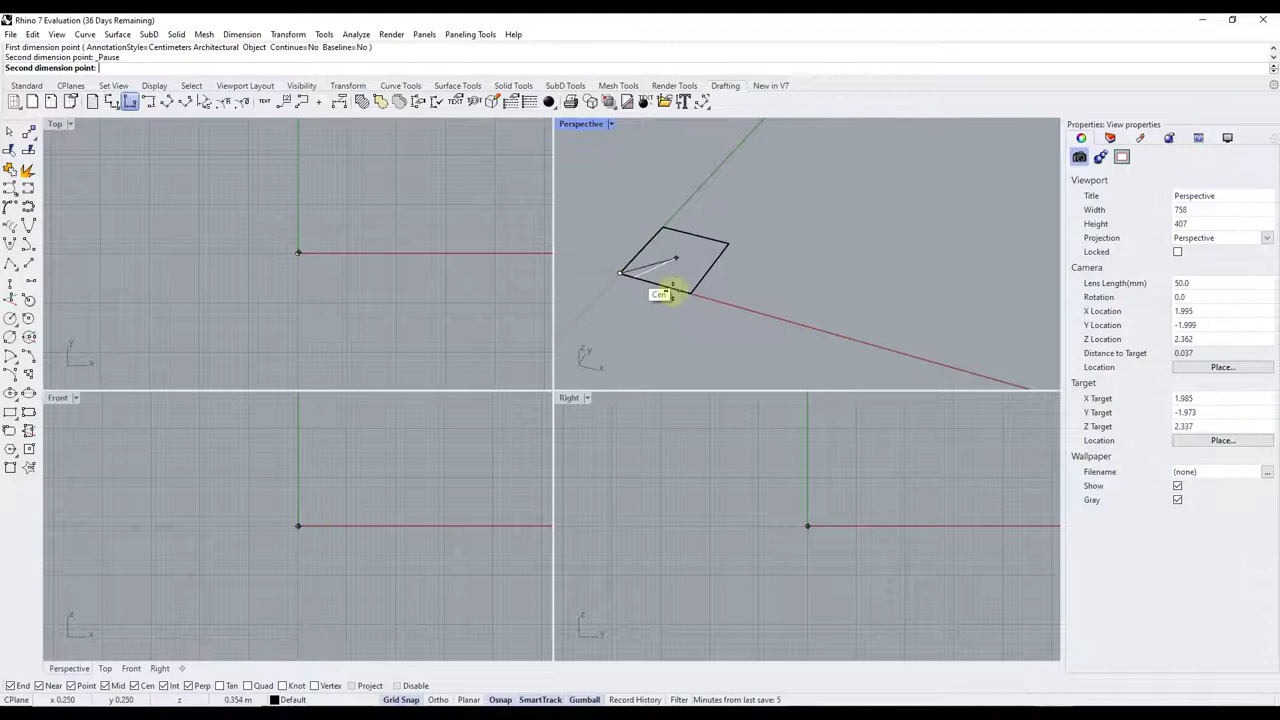 Rhino 7 Evaluation (36 Days Remaining)
File Edit View Curve Surface SubD Solid Mesh Dimension Transform Tools Analyze Render Panels Paneling Tools Help
First dimension point ( AnnotationStyle=Centimeters Architectural Object Continue=No Baseline=No )
Second dimension point: _Pause
Second dimension point:
Standard CPlanes Set View Display Select Viewport Layout Visibility Transform Curve Tools Surface Tools Solid Tools SubD Tools Mesh Tools Render Tools Drafting New in V7
Top
Perspective
Properties: View properties
Viewport
Title Perspective
Width 758
Height 407
Projection Perspective
Locked
Camera
Lens Length(mm) 50.0
Rotation 0.0
X Location 1.995
Y Location -1.999
Z Location 2.362
Distance to Target 0.037
Location Place...
Target
X Target 1.985
Y Target -1.973
Z Target 2.337
Location Place...
Wallpaper
Filename (none) ...
Show
Gray
Cen
y
x
z y
x
Front
Right
z
x
z
y
Perspective Top Front Right
End Near Point Mid Cen Int Perp Tan Quad Knot Vertex Project Disable
CPlane x 0.250 y 0.250 z 0.354 m Default Grid Snap Ortho Planar Osnap SmartTrack Gumball Record History Filter Minutes from last save: 5